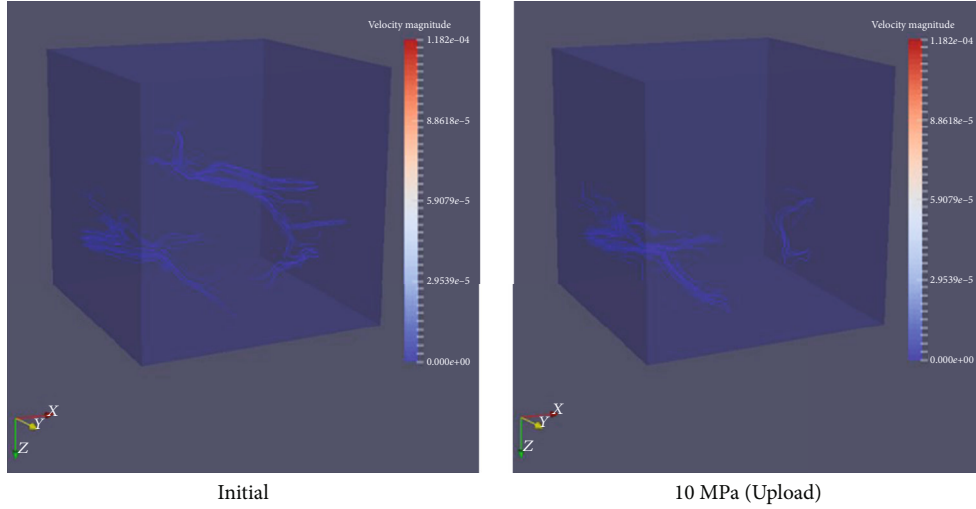 Velocity magnitude
1.182e–04
8.8618e–5
5.9079e–5
2.9539e–5
0.000e+00
X
Y
Z
Initial
Velocity magnitude
1.182e–04
8.8618e–5
5.9079e–5
2.9539e–5
0.000e+00
X
Y
Z
10 MPa (Upload)